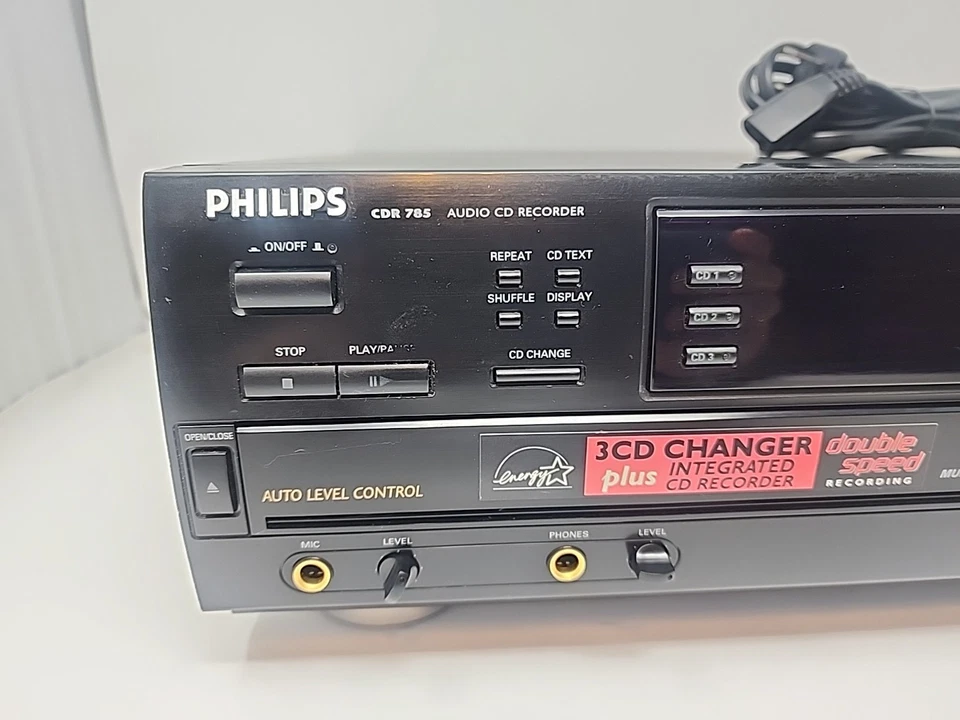 PHILIPS CDR 785 AUDIO CD RECORDER
ON/OFF
REPEAT CD TEXT
SHUFFLE DISPLAY
CD 1
CD 2
CD 3
STOP PLAY/PAUSE
CD CHANGE
OPEN/CLOSE
AUTO LEVEL CONTROL
energy
3CD CHANGER
plus INTEGRATED
CD RECORDER
double
speed
RECORDING
MIC LEVEL PHONES LEVEL